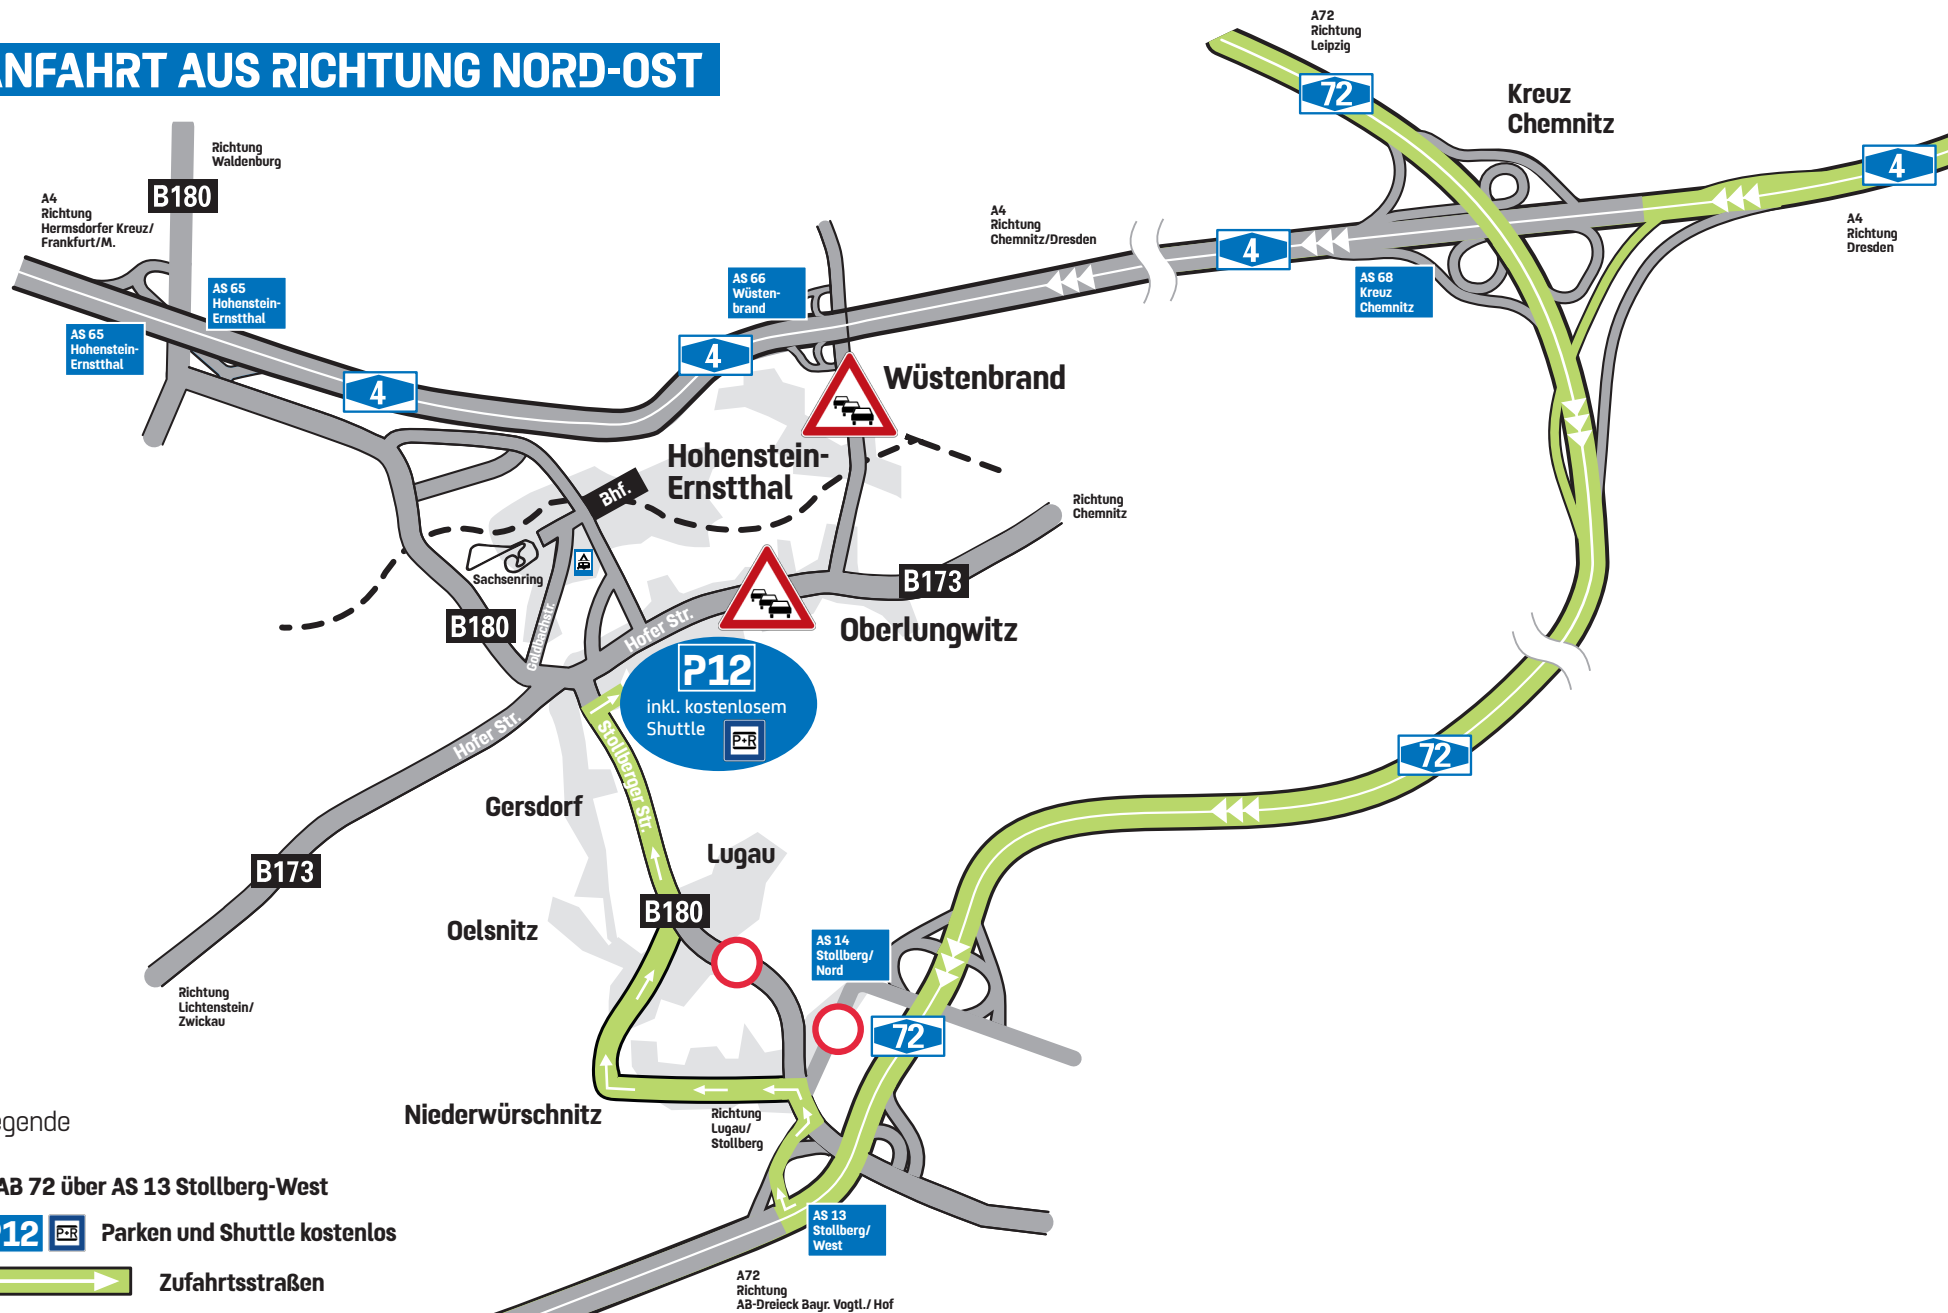 ANFAHRT AUS RICHTUNG NORD-OST
A72
Richtung
Leipzig
72
Kreuz
Chemnitz
4
A4
Richtung
Dresden
Richtung
Waldenburg
B180
A4
Richtung
Hermsdorfer Kreuz/
Frankfurt/M.
A4
Richtung
Chemnitz/Dresden
4
AS 68
Kreuz
Chemnitz
AS 65
Hohenstein-
Ernstthal
AS 65
Hohenstein-
Ernstthal
AS 66
Wüsten-
brand
4
4
Wüstenbrand
Hohenstein-
Ernstthal
Bhf.
Richtung
Chemnitz
Sachsenring
B173
B180
Goldbachstr.
Hofer Str.
Oberlungwitz
P12
inkl. kostenlosem
Shuttle
P+R
Hofer Str.
Stollberger Str.
72
Gersdorf
Lugau
B173
B180
Oelsnitz
AS 14
Stollberg/
Nord
Richtung
Lichtenstein/
Zwickau
72
Niederwürschnitz
Richtung
Lugau/
Stollberg
AS 13
Stollberg/
West
A72
Richtung
AB-Dreieck Bayr. Vogtl./ Hof
egende
AB 72 über AS 13 Stollberg-West
P12
P+R
Parken und Shuttle kostenlos
Zufahrtsstraßen